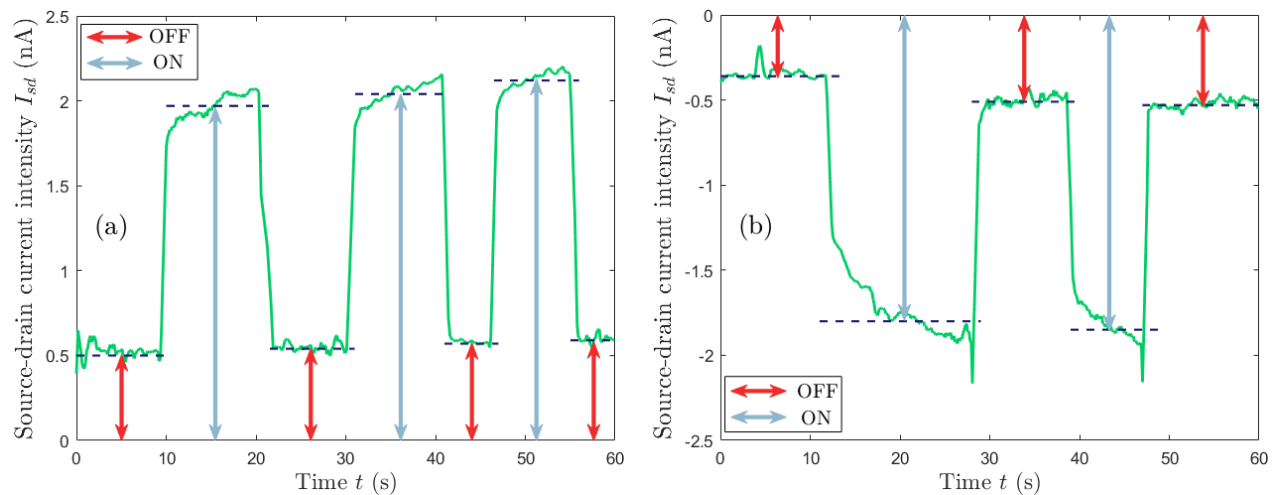 Source-drain current intensity I_sd (nA)
2.5
2
1.5
1
0.5
0
OFF
ON
(a)
0 10 20 30 40 50 60
Time t (s)
Source-drain current intensity I_sd (nA)
0
-0.5
-1
-1.5
-2
-2.5
(b)
OFF
ON
0 10 20 30 40 50 60
Time t (s)